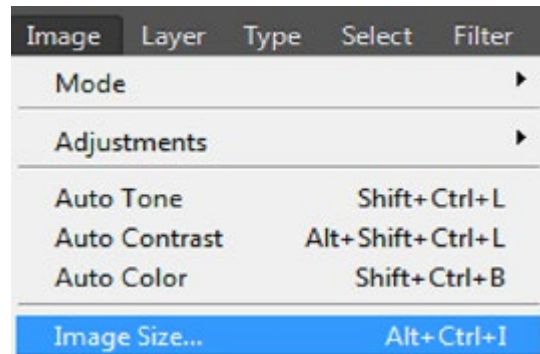 Image Layer Type Select Filter
Mode
Adjustments
Auto Tone Shift+Ctrl+L
Auto Contrast Alt+Shift+Ctrl+L
Auto Color Shift+Ctrl+B
Image Size... Alt+Ctrl+I